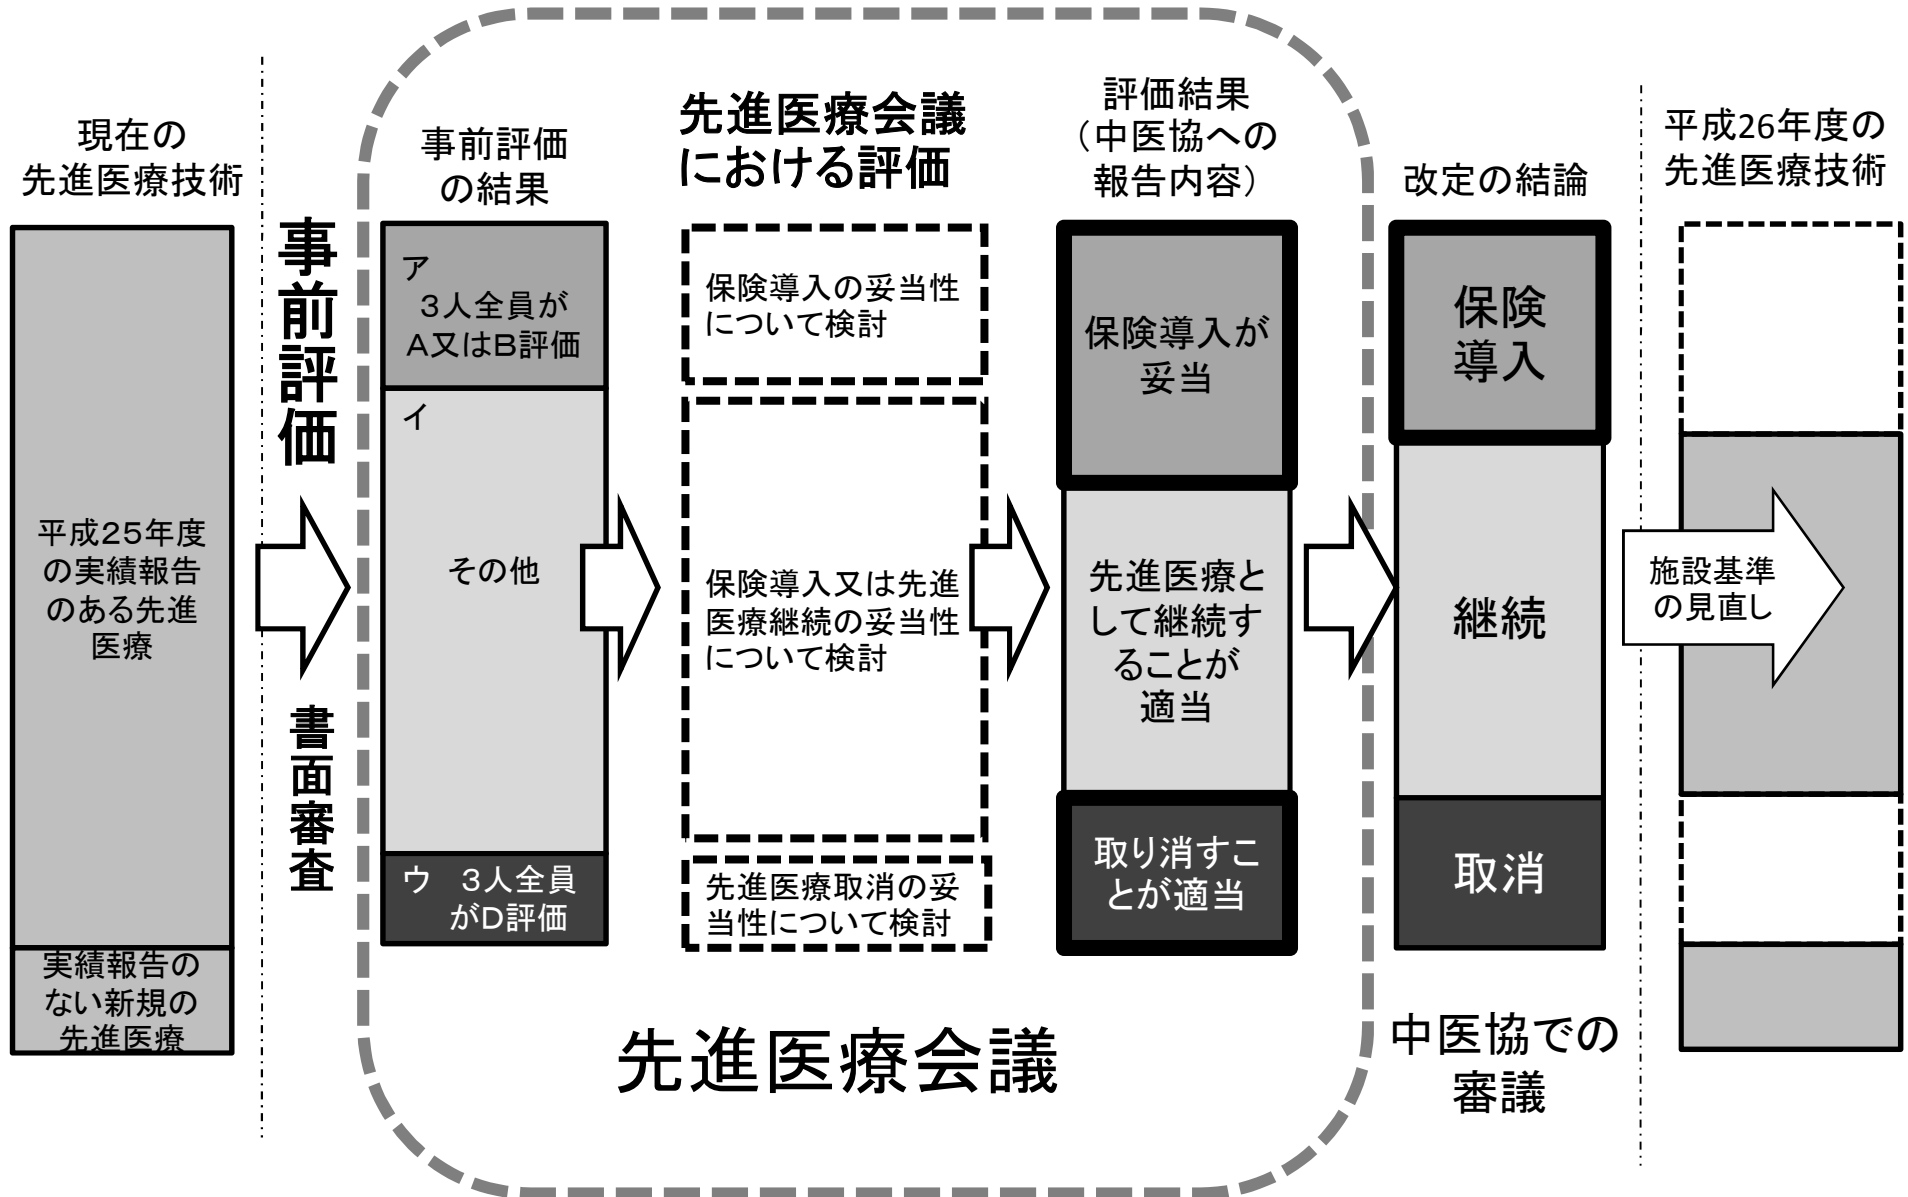 現在の
先進医療技術
平成25年度
の実績報告
のある先進
医療
実績報告の
ない新規の
先進医療
事前評価
書面審査
事前評価
の結果
ア
3人全員が
A又はB評価
イ
その他
ウ 3人全員
がD評価
先進医療会議
における評価
保険導入の妥当性
について検討
保険導入又は先進
医療継続の妥当性
について検討
先進医療取消の妥
当性について検討
評価結果
(中医協への
報告内容)
保険導入が
妥当
先進医療と
して継続す
ることが
適当
取り消すこ
とが適当
先進医療会議
改定の結論
保険
導入
継続
取消
中医協での
審議
平成26年度の
先進医療技術
施設基準
の見直し